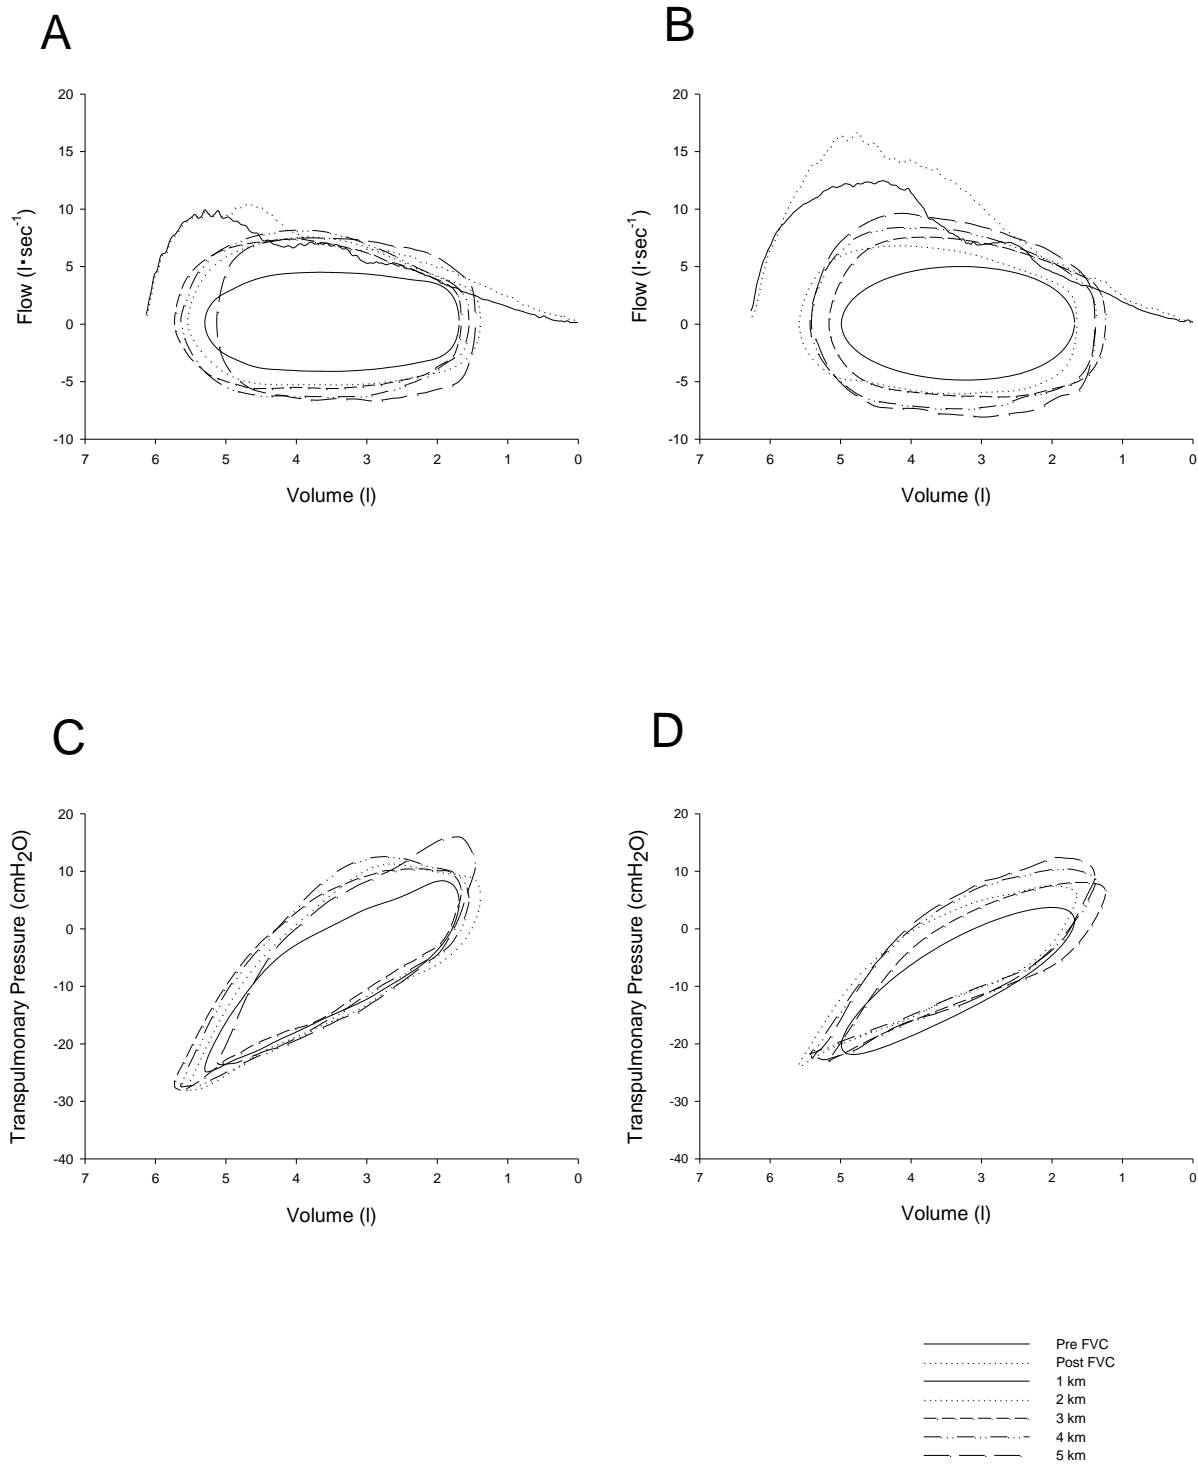 A
B
20
15
10
5
0
-5
-10
Flow (l·sec-1)
7 6 5 4 3 2 1 0
Volume (l)
20
15
10
5
0
-5
-10
Flow (l·sec-1)
7 6 5 4 3 2 1 0
Volume (l)
C
D
20
10
0
-10
-20
-30
-40
Transpulmonary Pressure (cmH2O)
7 6 5 4 3 2 1 0
Volume (l)
20
10
0
-10
-20
-30
-40
Transpulmonary Pressure (cmH2O)
7 6 5 4 3 2 1 0
Volume (l)
Pre FVC
Post FVC
1 km
2 km
3 km
4 km
5 km